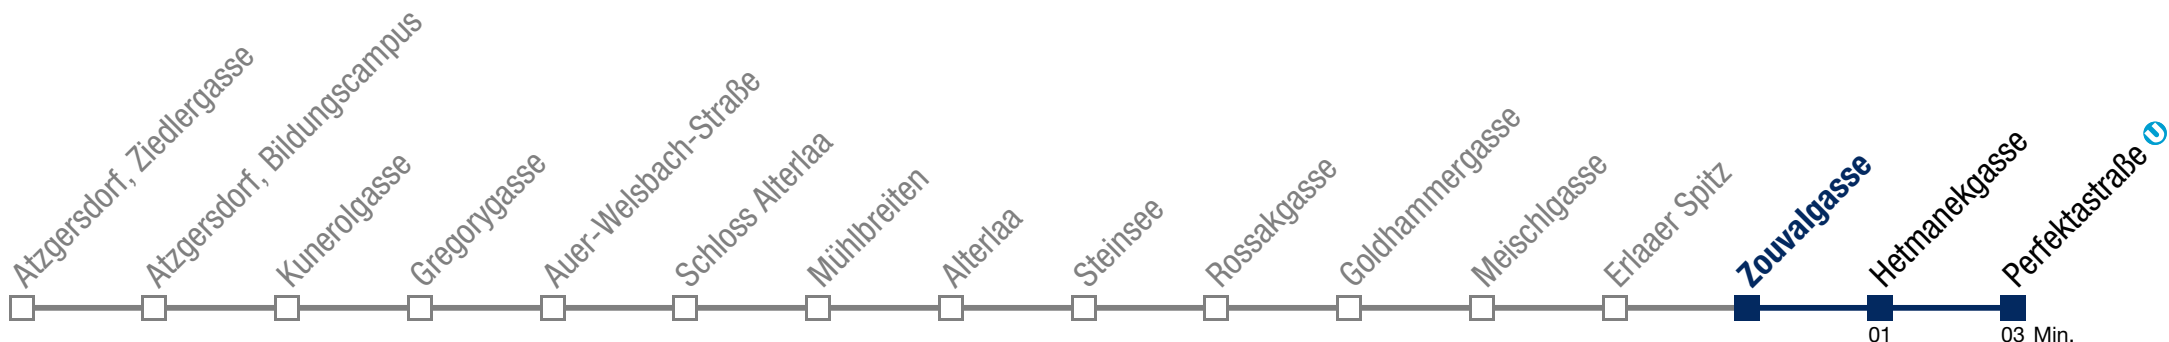 Atzgersdorf, Ziedlergasse
Atzgersdorf, Bildungscampus
Kunerolgasse
Gregorygasse
Auer-Welsbach-Straße
Schloss Alterlaa
Mühlbreiten
Alterlaa
Steinsee
Rossakgasse
Goldhammergasse
Meischlgasse
Erlaaer Spitz
Zouvalgasse
Hetmanekgasse
Perfektastraße U
01 03 Min.